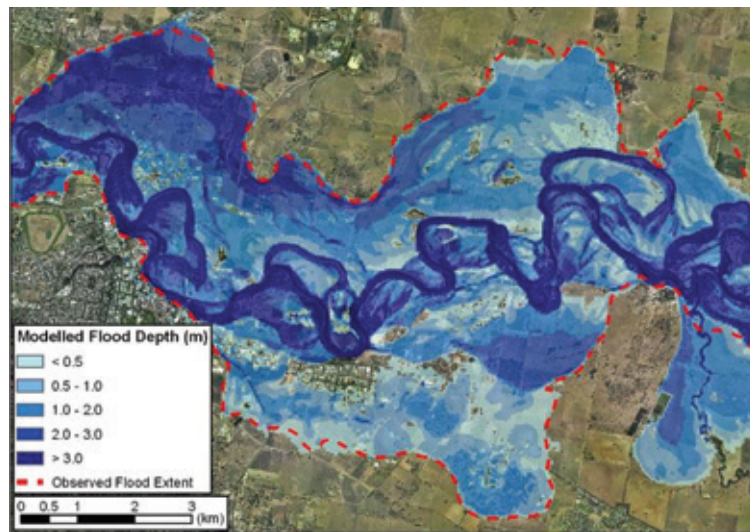 Modelled Flood Depth (m)
< 0.5
0.5 - 1.0
1.0 - 2.0
2.0 - 3.0
> 3.0
Observed Flood Extent
0 0.5 1 2 3
(km)